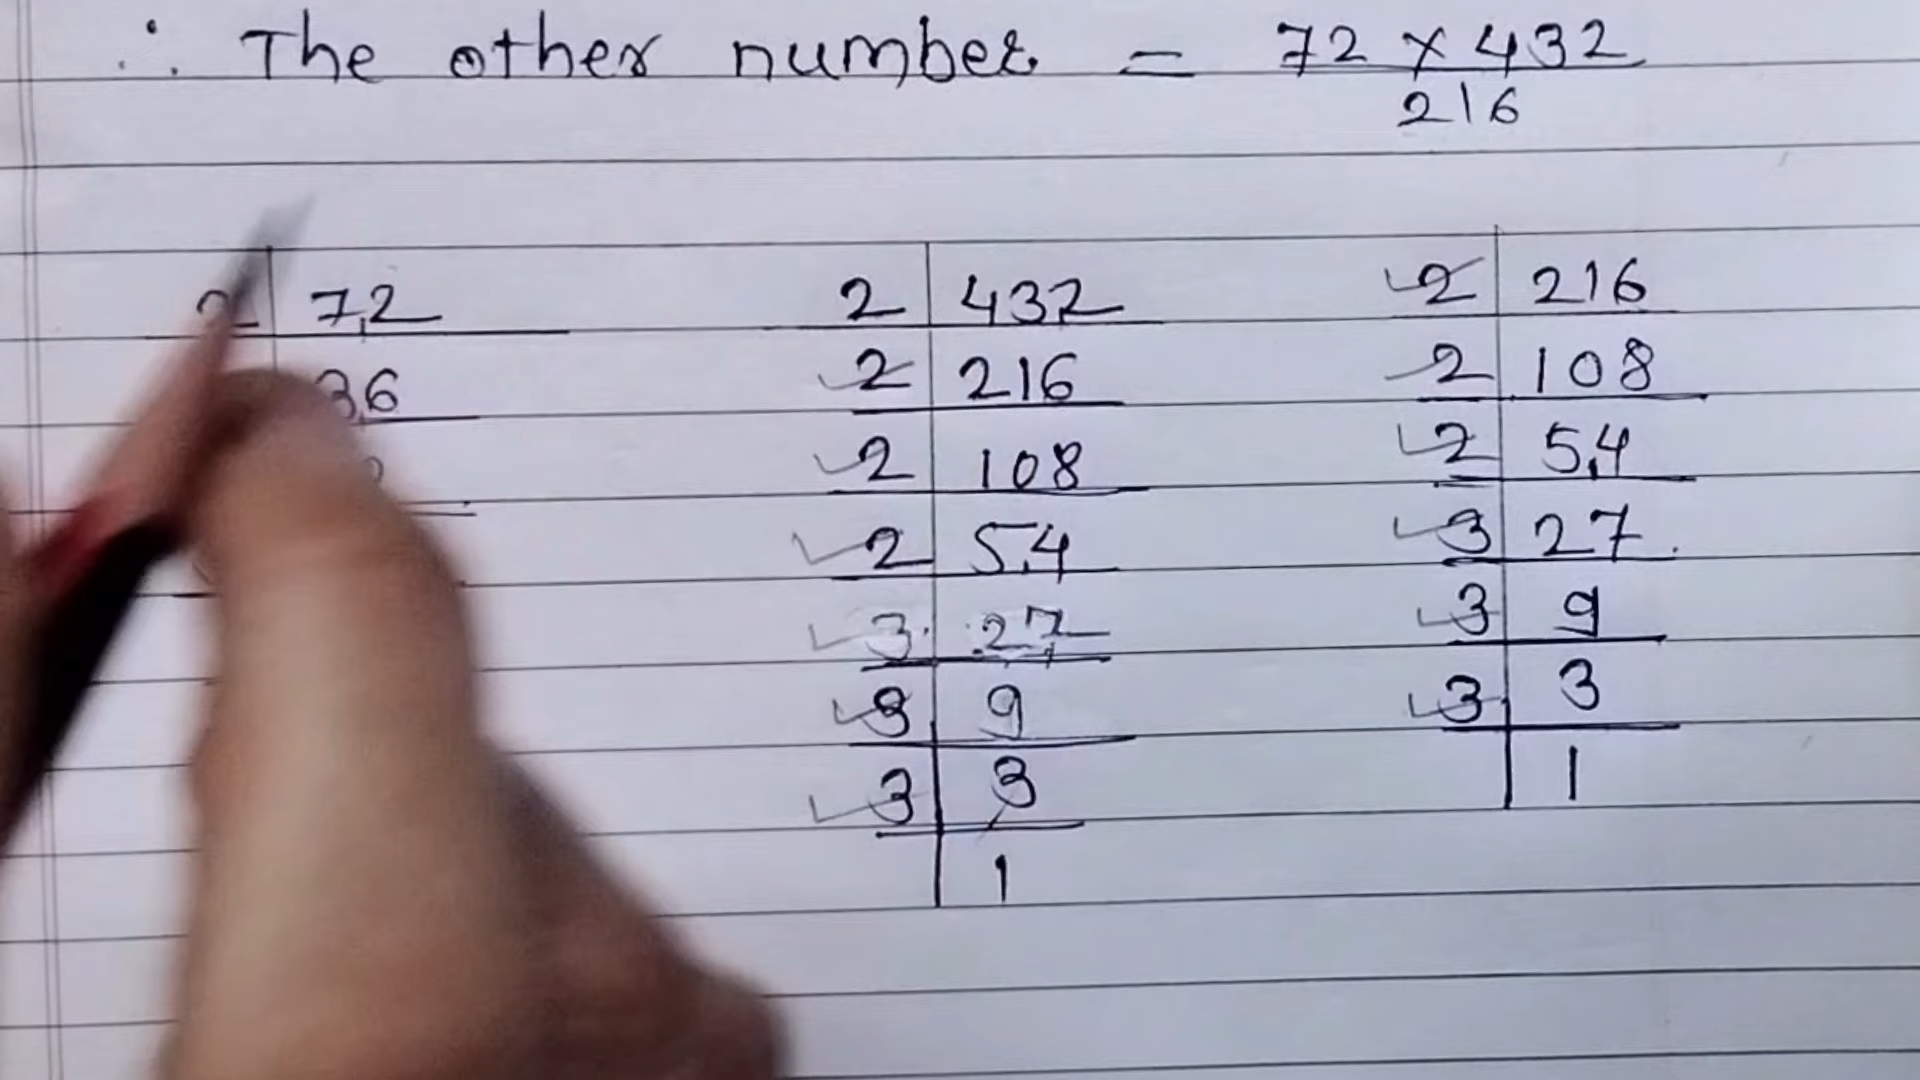 ∴ The other number = 72 × 432
216
2 | 72
36
2 | 432
2 | 216
2 | 108
2 | 54
3 | 27
3 | 9
3 | 3
1
2 | 216
2 | 108
2 | 54
3 | 27
3 | 9
3 | 3
1